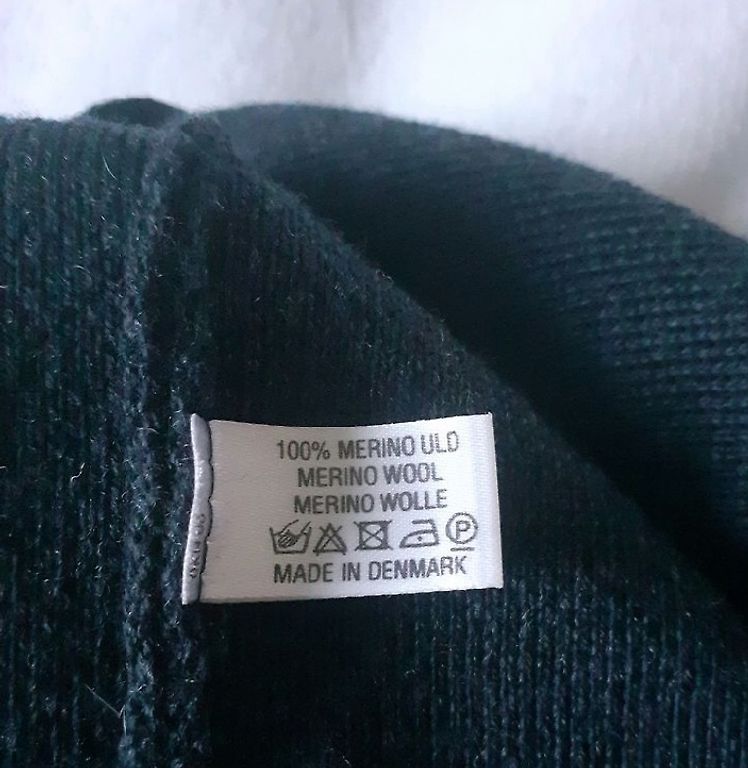 100% MERINO ULD
MERINO WOOL
MERINO WOLLE
P
MADE IN DENMARK